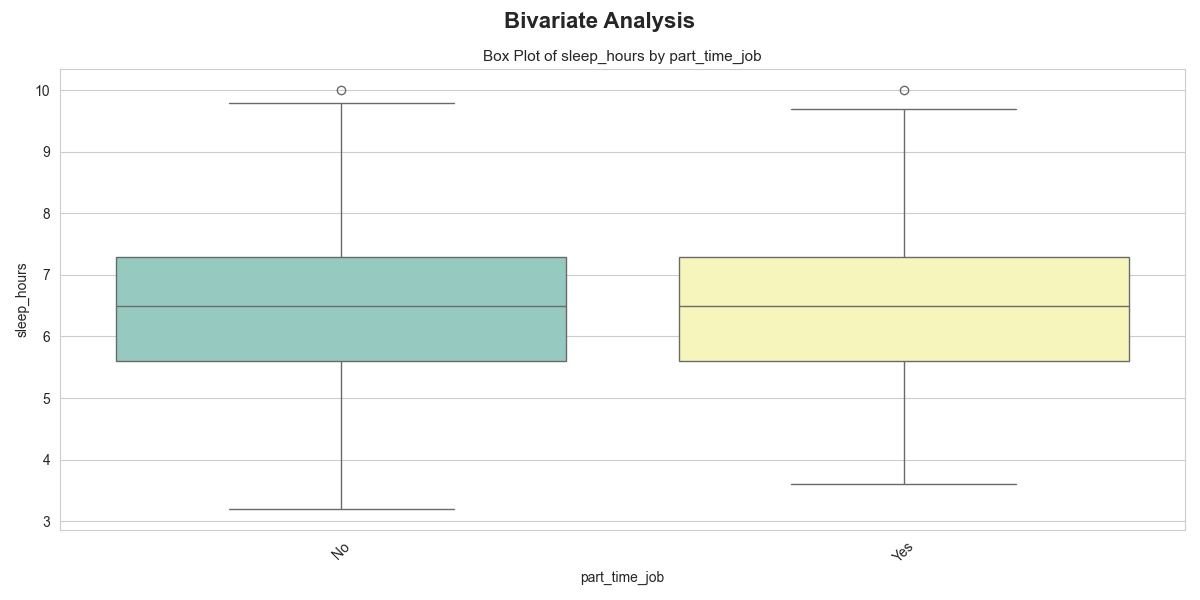 Bivariate Analysis
Box Plot of sleep_hours by part_time_job
10
9
8
7
6
5
4
3
sleep_hours
No
Yes
part_time_job